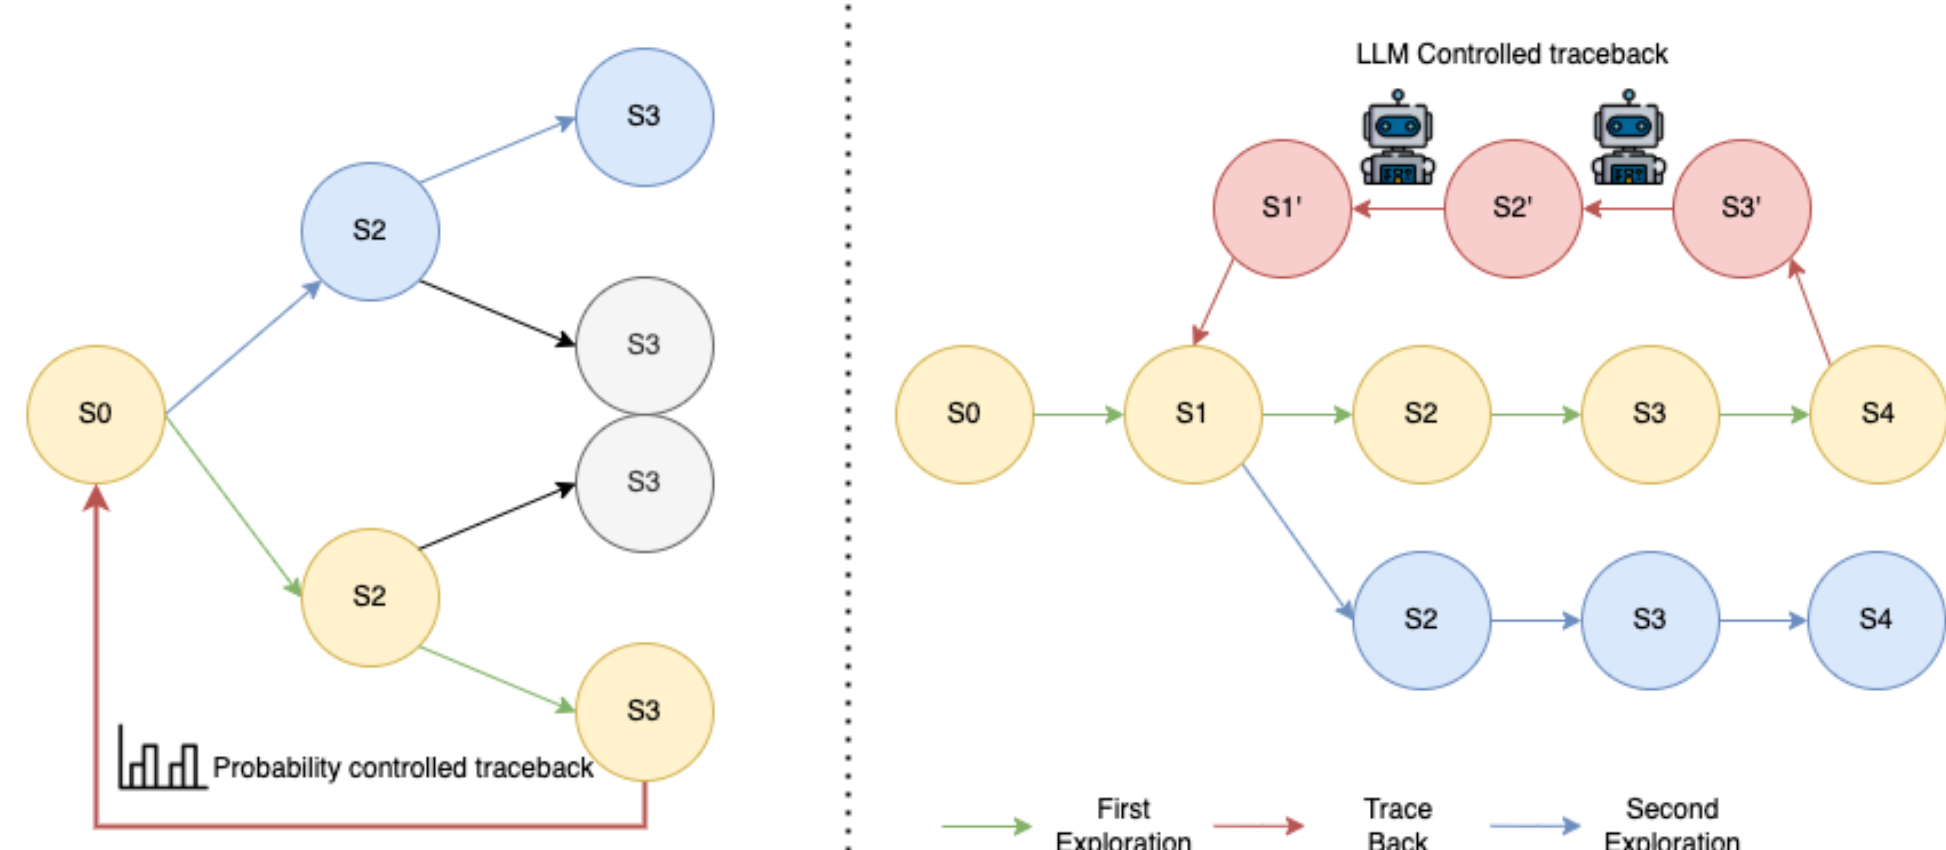 S3
S2
S3
S0
S3
S2
S3
Probability controlled traceback
LLM Controlled traceback
S1'
S2'
S3'
S0
S1
S2
S3
S4
S2
S3
S4
First
Exploration
Trace
Back
Second
Exploration